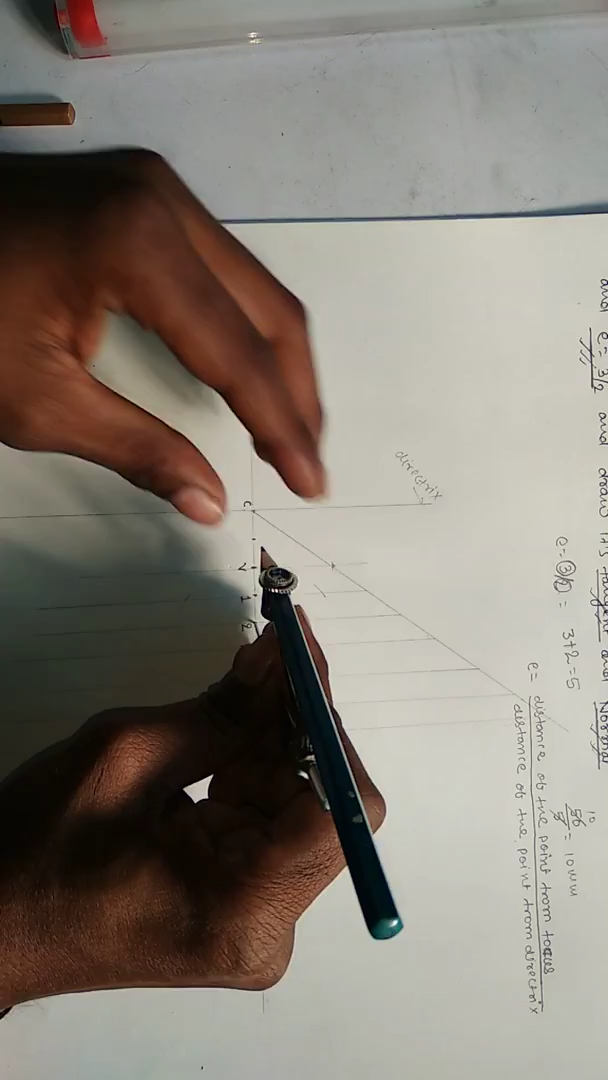 and e = 3/2 and draw its tangent and Normal
e = 3/2 = 3+2=5
50/5 = 10mm
10
e = distance of the point from focus
distance of the point from directrix
directrix
C
V
1
2